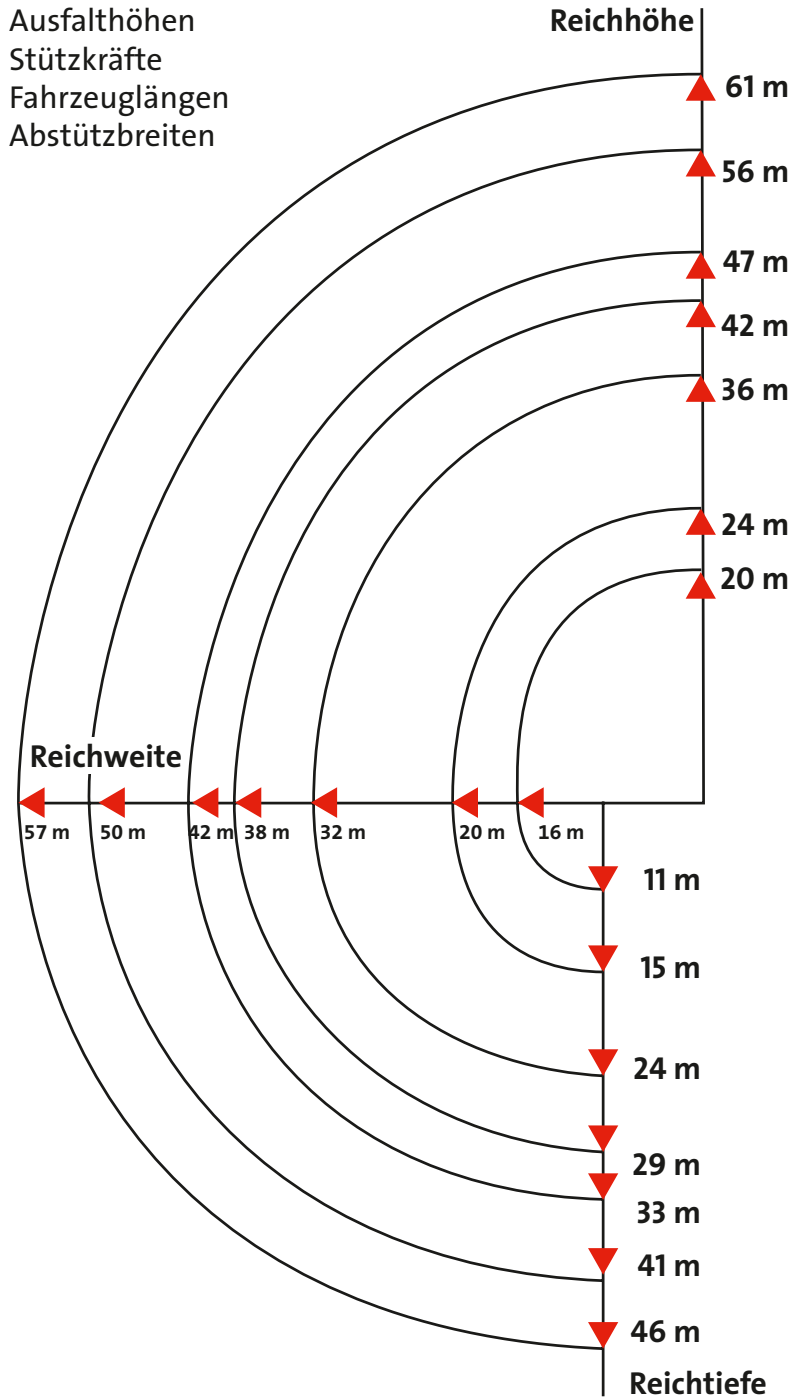 Ausfalthöhen
Stützkräfte
Fahrzeuglängen
Abstützbreiten
Reichhöhe
61 m
56 m
47 m
42 m
36 m
24 m
20 m
Reichweite
57 m 50 m 42 m 38 m 32 m 20 m 16 m
11 m
15 m
24 m
29 m
33 m
41 m
46 m
Reichtiefe